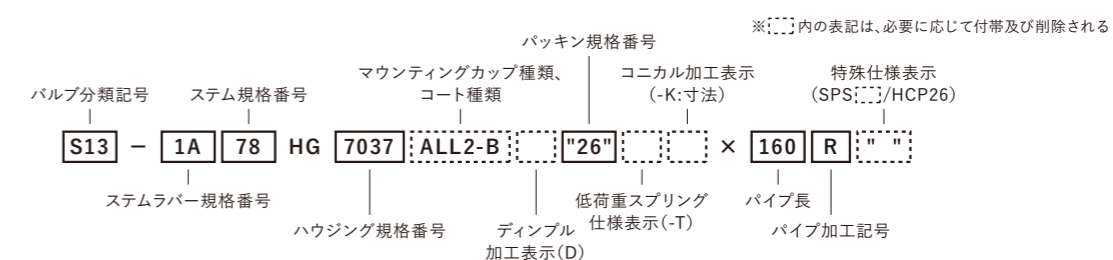 ※ 内の表記は、必要に応じて付帯及び削除される
パッキン規格番号
マウンティングカップ種類、
コート種類
コニカル加工表示
(-K:寸法)
特殊仕様表示
(SPS /HCP26)
バルブ分類記号
ステム規格番号
S13 − 1A 78 HG 7037 ALL2-B "26" × 160 R " "
ステムラバー規格番号
ハウジング規格番号
ディンプル
加工表示(D)
低荷重スプリング
仕様表示(-T)
パイプ長
パイプ加工記号